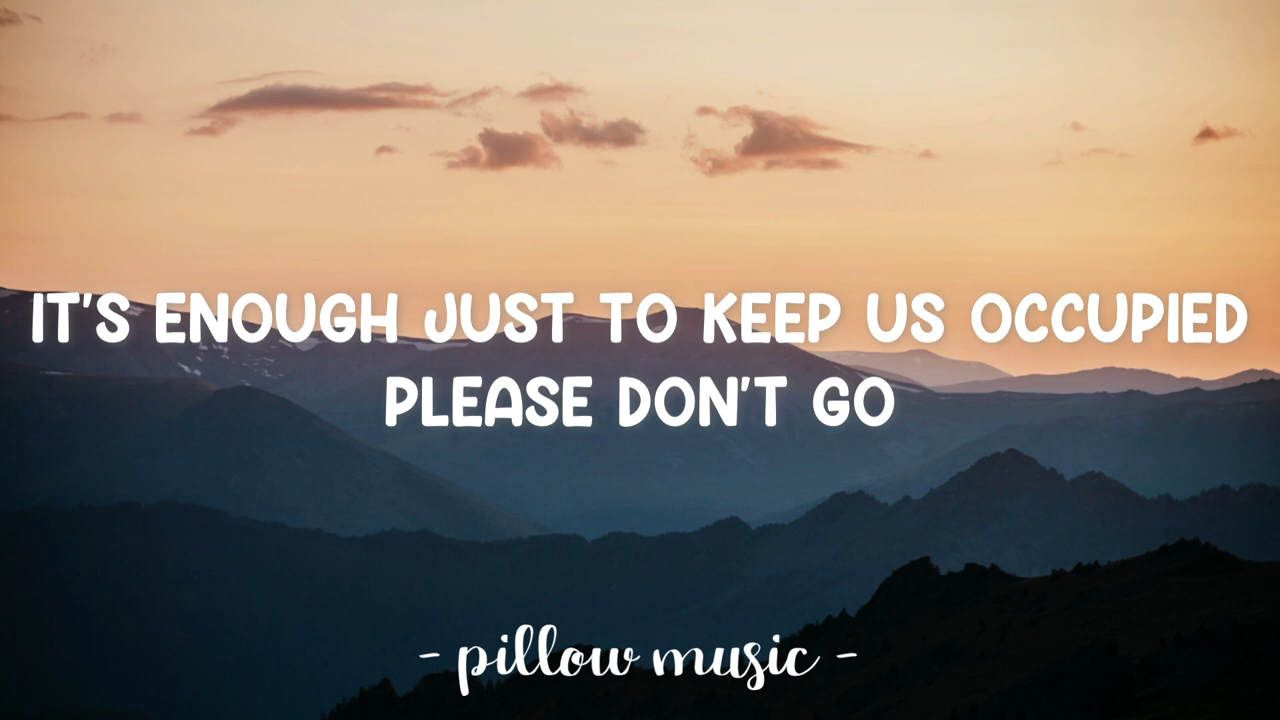 IT'S ENOUGH JUST TO KEEP US OCCUPIED
PLEASE DON'T GO
- pillow music -